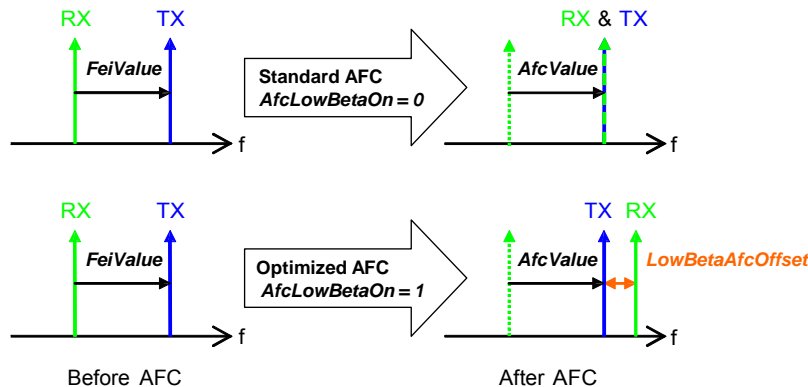 RX TX
FeiValue
f
Standard AFC
AfcLowBetaOn = 0
RX & TX
AfcValue
f
RX TX
FeiValue
f
Optimized AFC
AfcLowBetaOn = 1
TX RX
AfcValue
LowBetaAfcOffset
f
Before AFC
After AFC